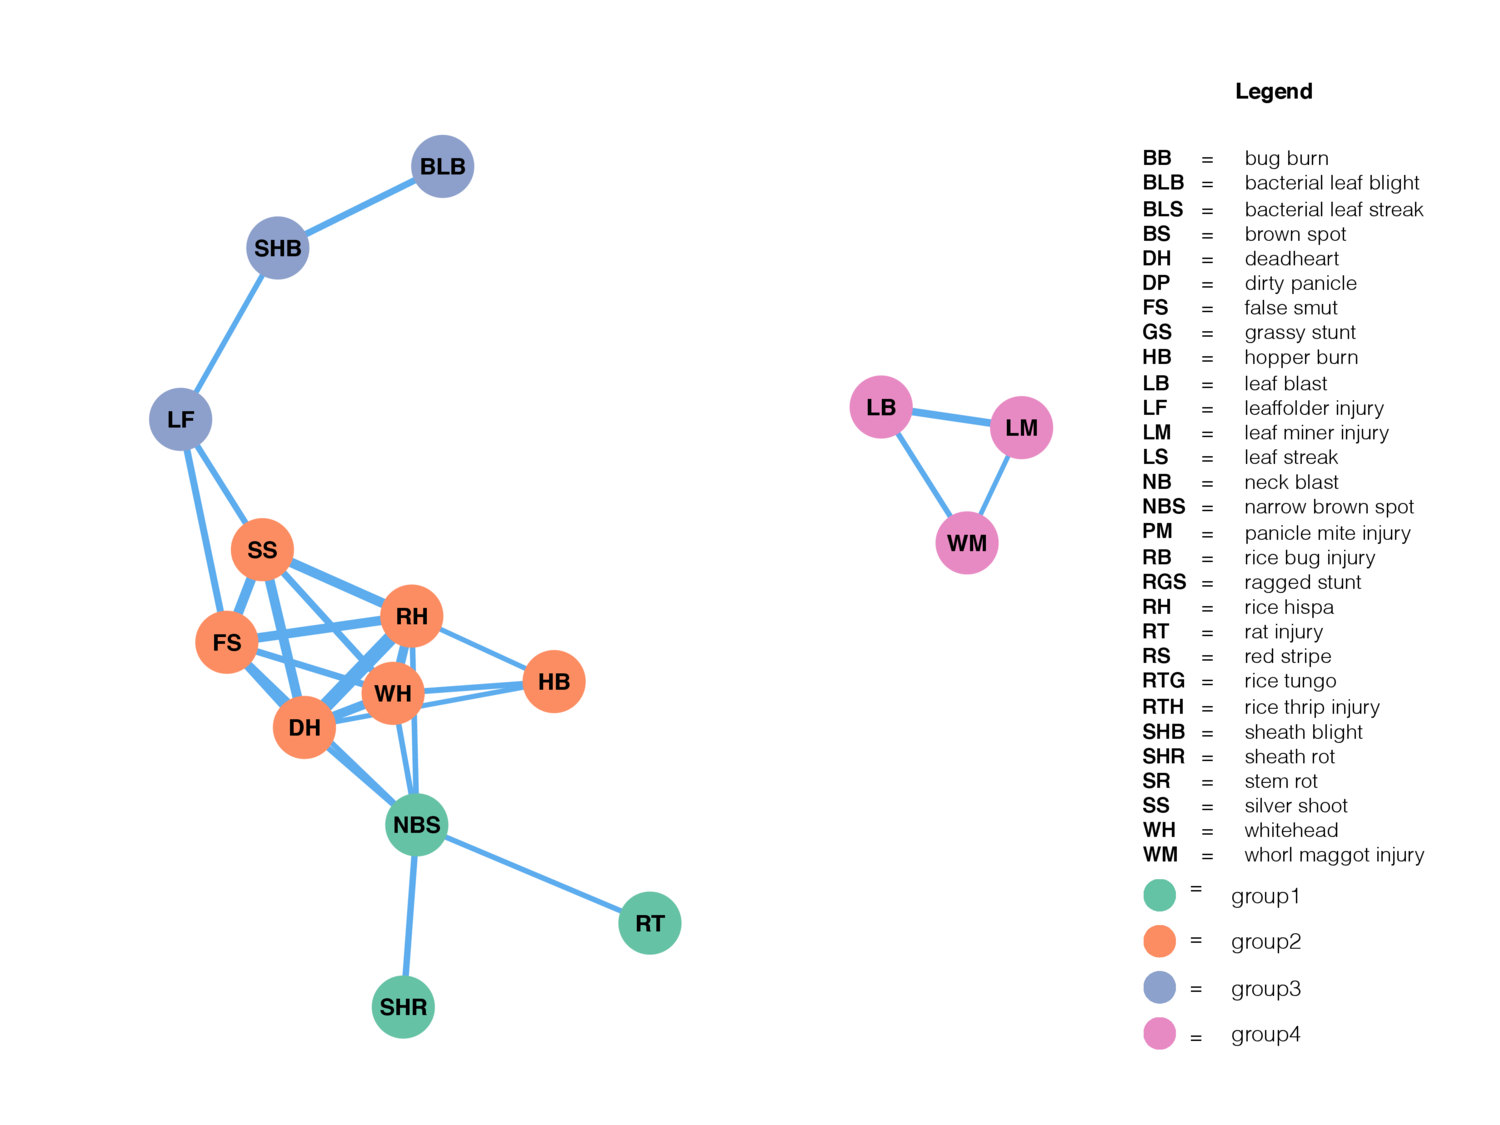 BLB
SHB
LF
SS
RH
FS
WH
HB
DH
NBS
RT
SHR
LB
LM
WM
Legend
BB = bug burn
BLB = bacterial leaf blight
BLS = bacterial leaf streak
BS = brown spot
DH = deadheart
DP = dirty panicle
FS = false smut
GS = grassy stunt
HB = hopper burn
LB = leaf blast
LF = leaffolder injury
LM = leaf miner injury
LS = leaf streak
NB = neck blast
NBS = narrow brown spot
PM = panicle mite injury
RB = rice bug injury
RGS = ragged stunt
RH = rice hispa
RT = rat injury
RS = red stripe
RTG = rice tungo
RTH = rice thrip injury
SHB = sheath blight
SHR = sheath rot
SR = stem rot
SS = silver shoot
WH = whitehead
WM = whorl maggot injury
= group1
= group2
= group3
= group4